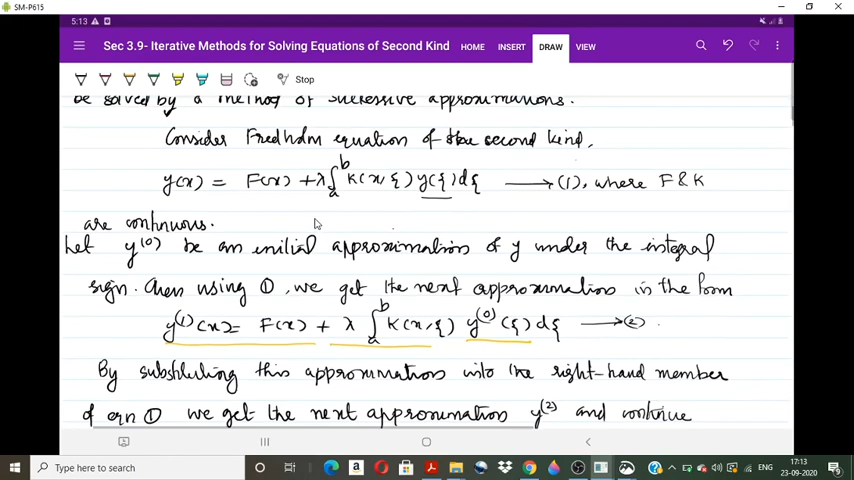 SM-P615
5:13
Sec 3.9- Iterative Methods for Solving Equations of Second Kind HOME INSERT DRAW VIEW
Stop
be solved by a method of successive approximations.
Consider Fredholm equation of the second kind,
y(x) = F(x) + λ∫ₐᵇ K(x,ξ) y(ξ)dξ ⟶ (1), where F & K
are continuous.
Let y⁽⁰⁾ be an initial approximation of y under the integral
sign. Then using ①, we get the next approximation in the form
y⁽¹⁾(x) = F(x) + λ ∫ₐᵇ K(x,ξ) y⁽⁰⁾(ξ)dξ ⟶ (2)
By substituting this approximation into the right-hand member
of eqn ① we get the next approximation y⁽²⁾ and continue
Type here to search
ENG
17:13
23-09-2020